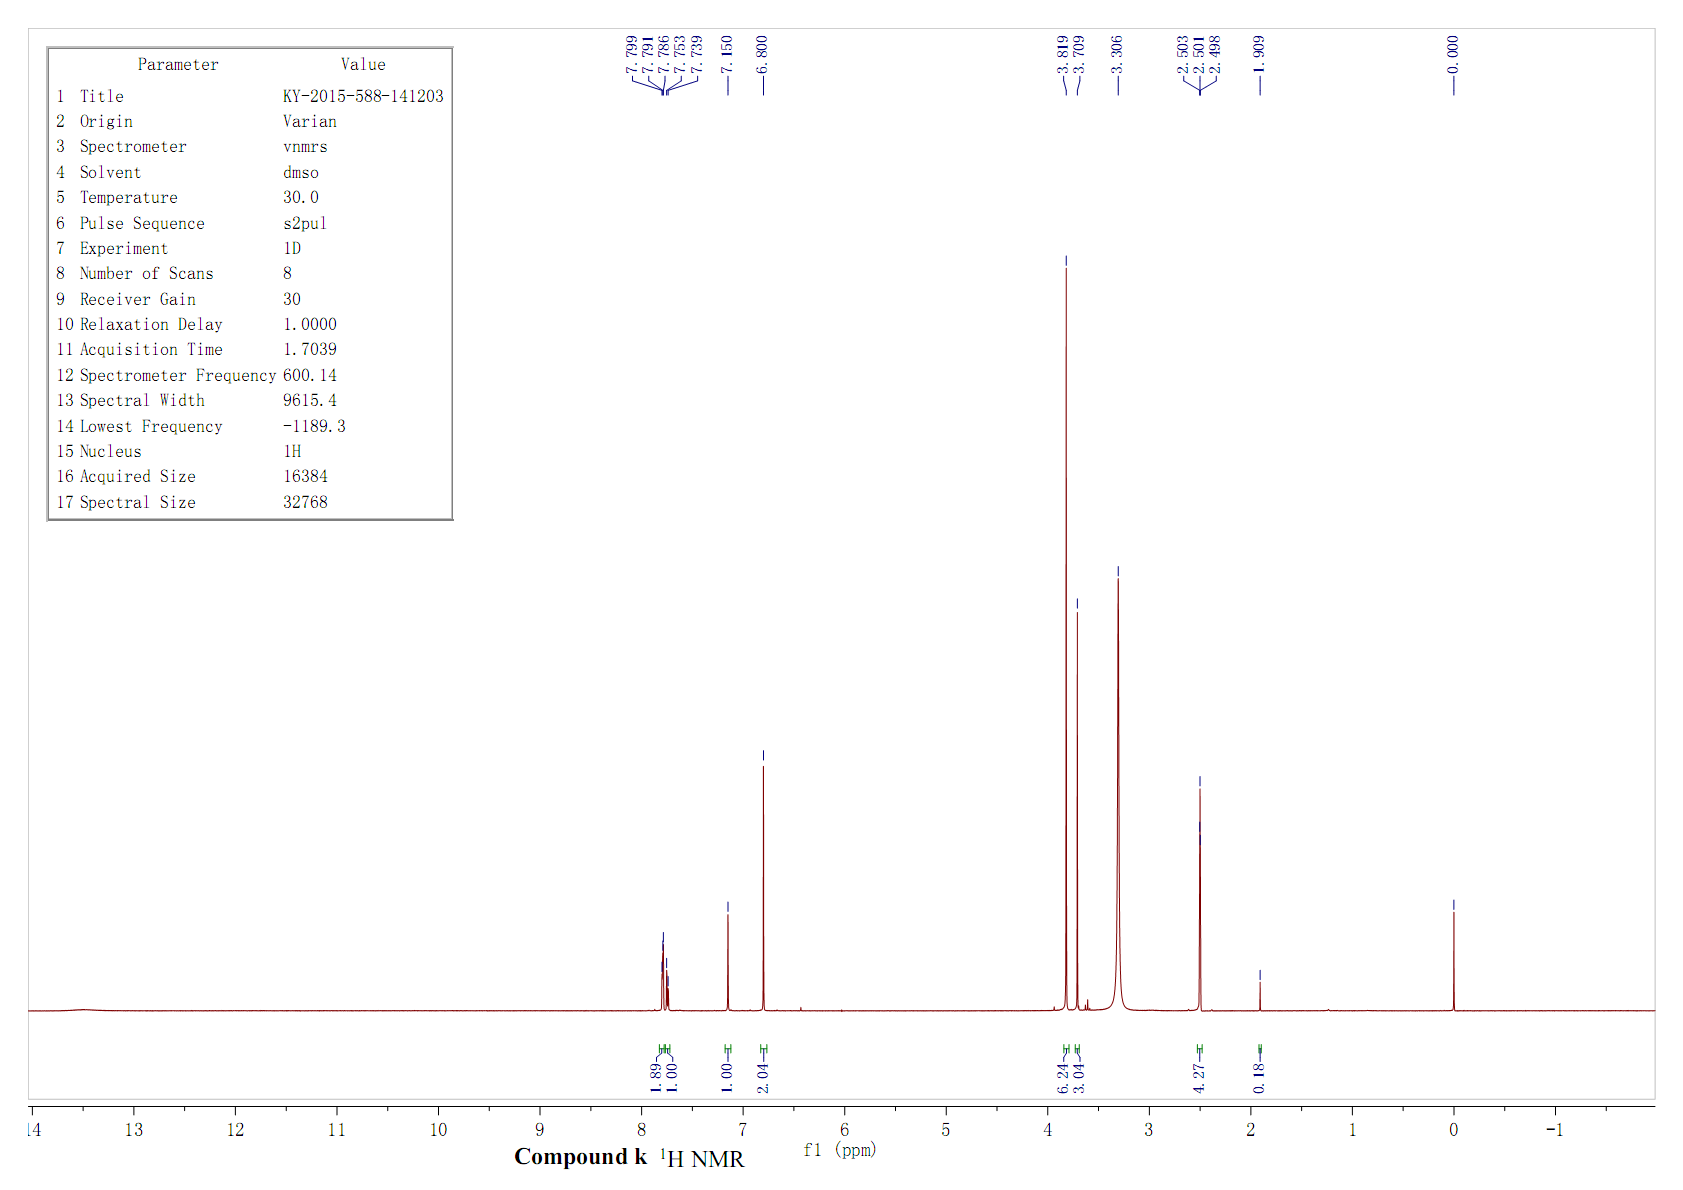 7.799
7.791
7.786
7.753
7.739
7.150
6.800
3.819
3.709
3.306
2.503
2.501
2.498
1.909
0.000
Parameter Value
1 Title KY-2015-588-141203
2 Origin Varian
3 Spectrometer vnmrs
4 Solvent dmso
5 Temperature 30.0
6 Pulse Sequence s2pul
7 Experiment 1D
8 Number of Scans 8
9 Receiver Gain 30
10 Relaxation Delay 1.0000
11 Acquisition Time 1.7039
12 Spectrometer Frequency 600.14
13 Spectral Width 9615.4
14 Lowest Frequency -1189.3
15 Nucleus 1H
16 Acquired Size 16384
17 Spectral Size 32768
1.89
1.00
1.00
2.04
6.24
3.04
4.27
0.18
14 13 12 11 10 9 8 7 6 5 4 3 2 1 0 -1
f1 (ppm)
Compound k ¹H NMR